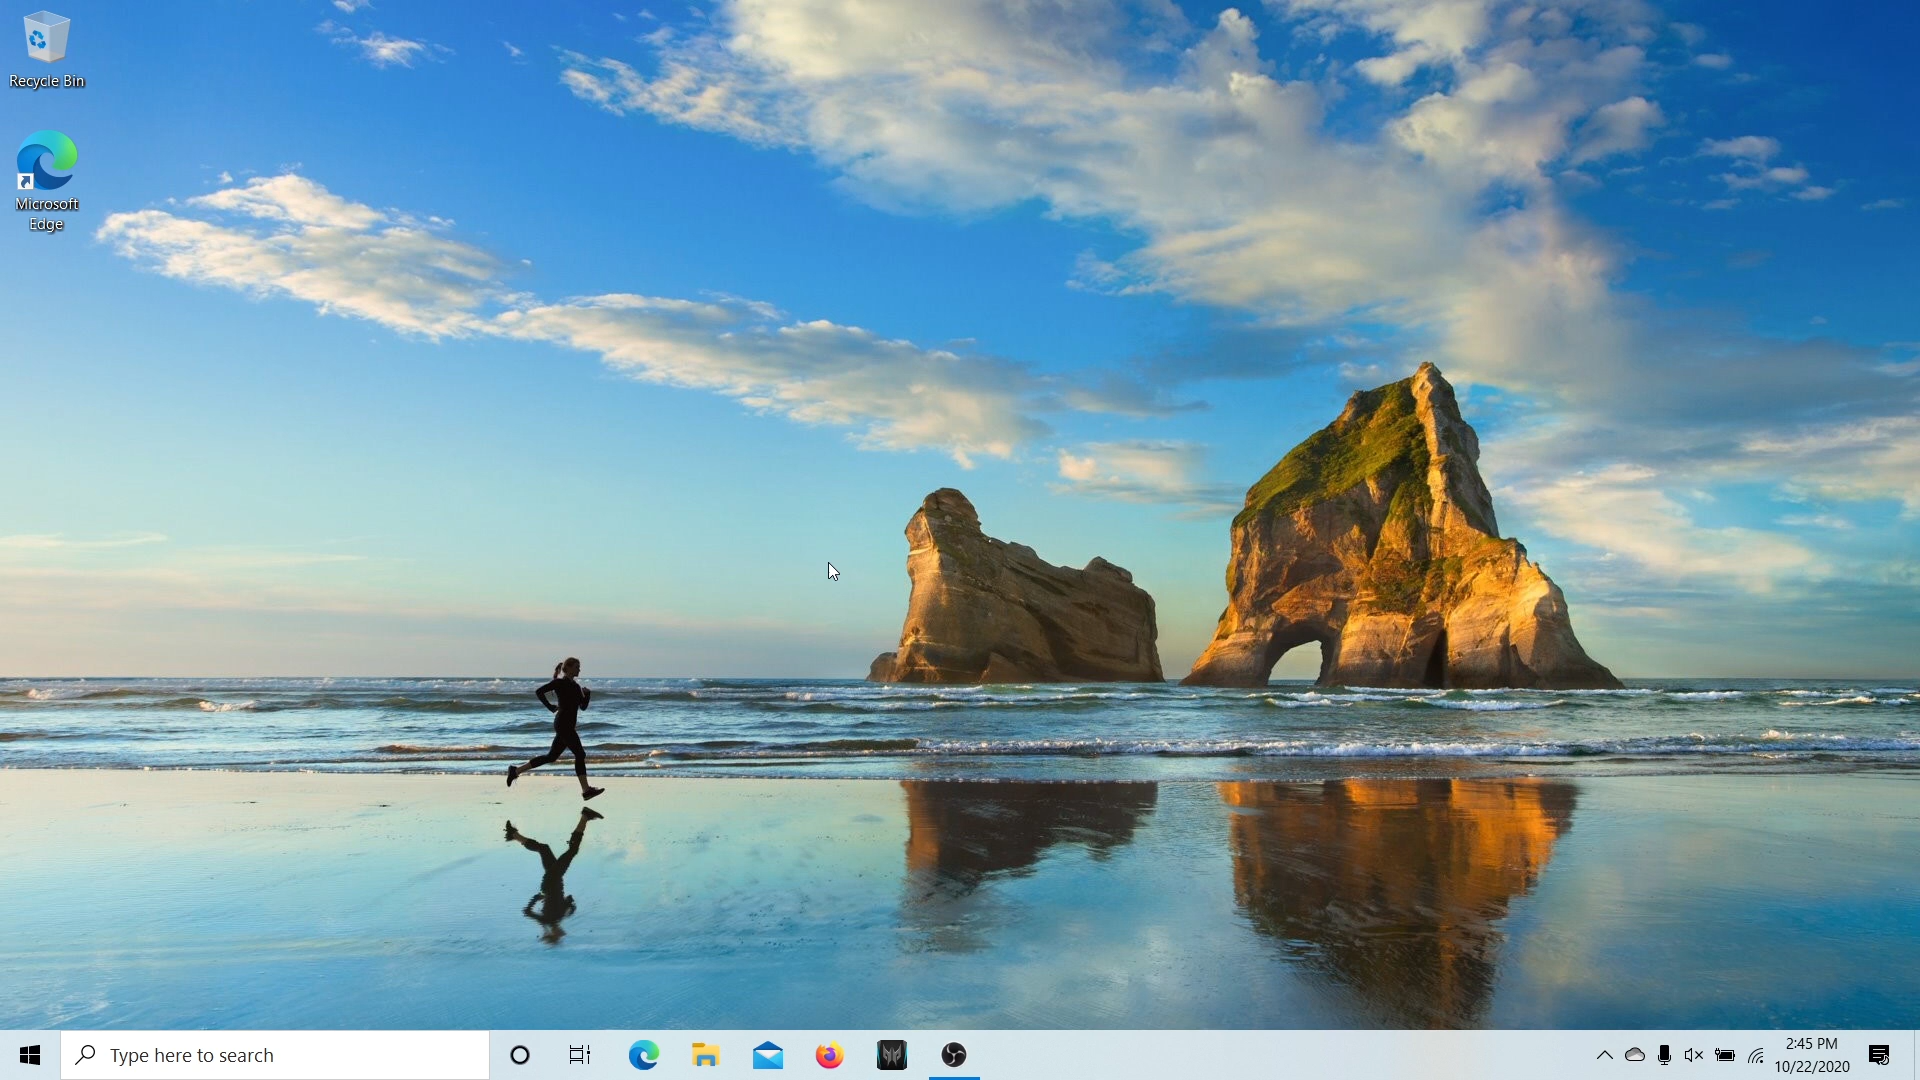 Recycle Bin
Microsoft
Edge
Type here to search
2:45 PM
10/22/2020